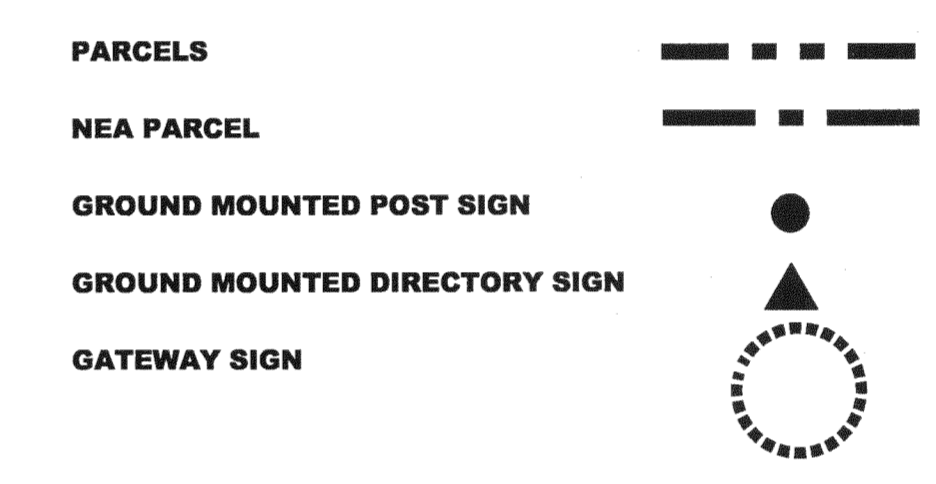 PARCELS
NEA PARCEL
GROUND MOUNTED POST SIGN
GROUND MOUNTED DIRECTORY SIGN
GATEWAY SIGN